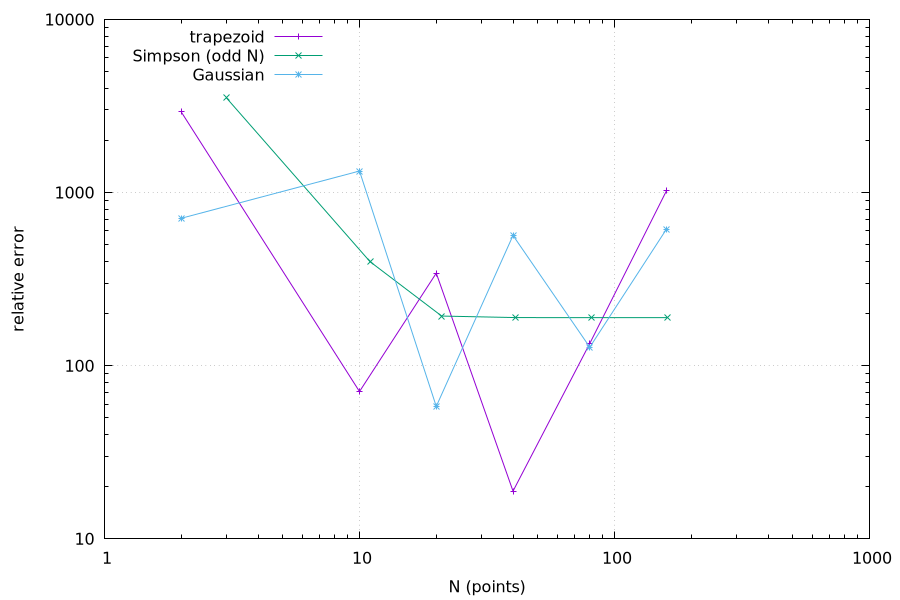 10000
1000
100
10
relative error
trapezoid
Simpson (odd N)
Gaussian
1 10 100 1000
N (points)